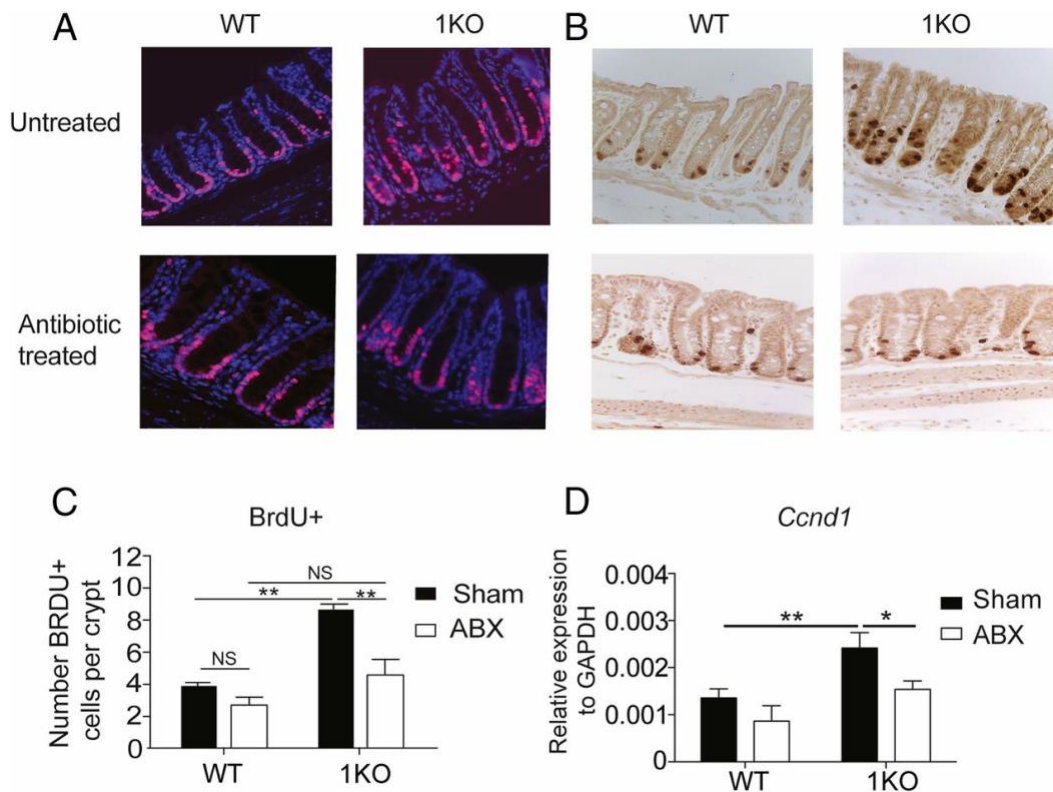 A WT 1KO B WT 1KO
Untreated
Antibiotic
treated
C BrdU+
Number BRDU+
cells per crypt
12
10
8
6
4
2
0
NS
**
**
NS
Sham
ABX
WT 1KO
D Ccnd1
Relative expression
to GAPDH
0.004
0.003
0.002
0.001
0
**
*
Sham
ABX
WT 1KO